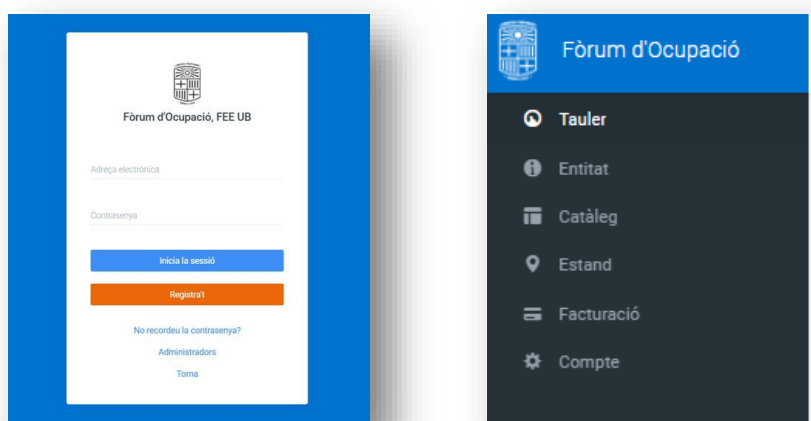 Fòrum d'Ocupació, FEE UB
Adreça electrònica
Contrasenya
Inicia la sessió
Registra't
No recordeu la contrasenya?
Administradors
Torna
Fòrum d'Ocupació
Tauler
Entitat
Catàleg
Estand
Facturació
Compte